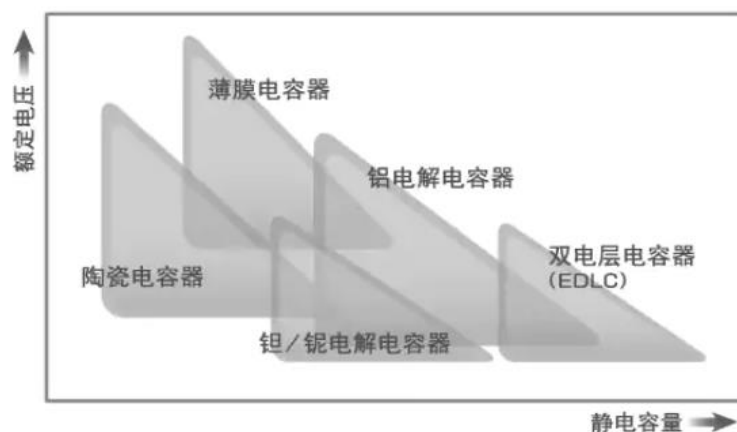 额定电压
薄膜电容器
铝电解电容器
双电层电容器
(EDLC)
陶瓷电容器
钽/铌电解电容器
静电容量